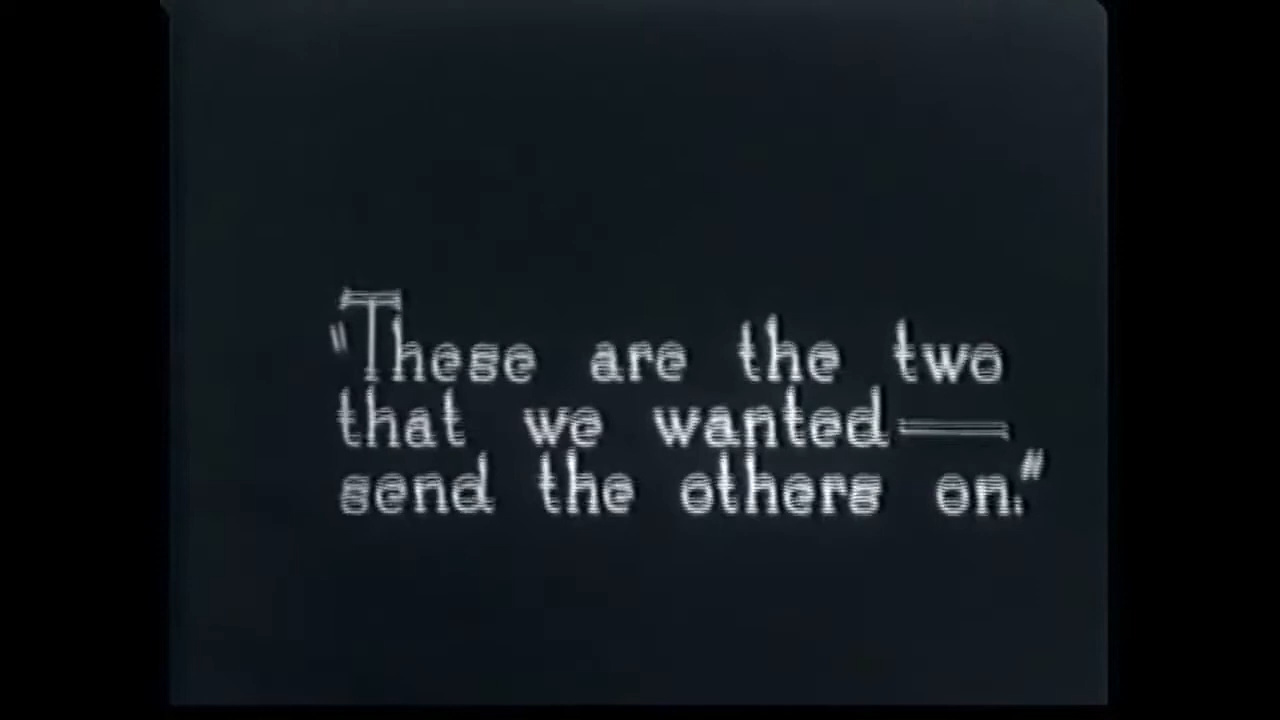 "These are the two
that we wanted—
send the others on."